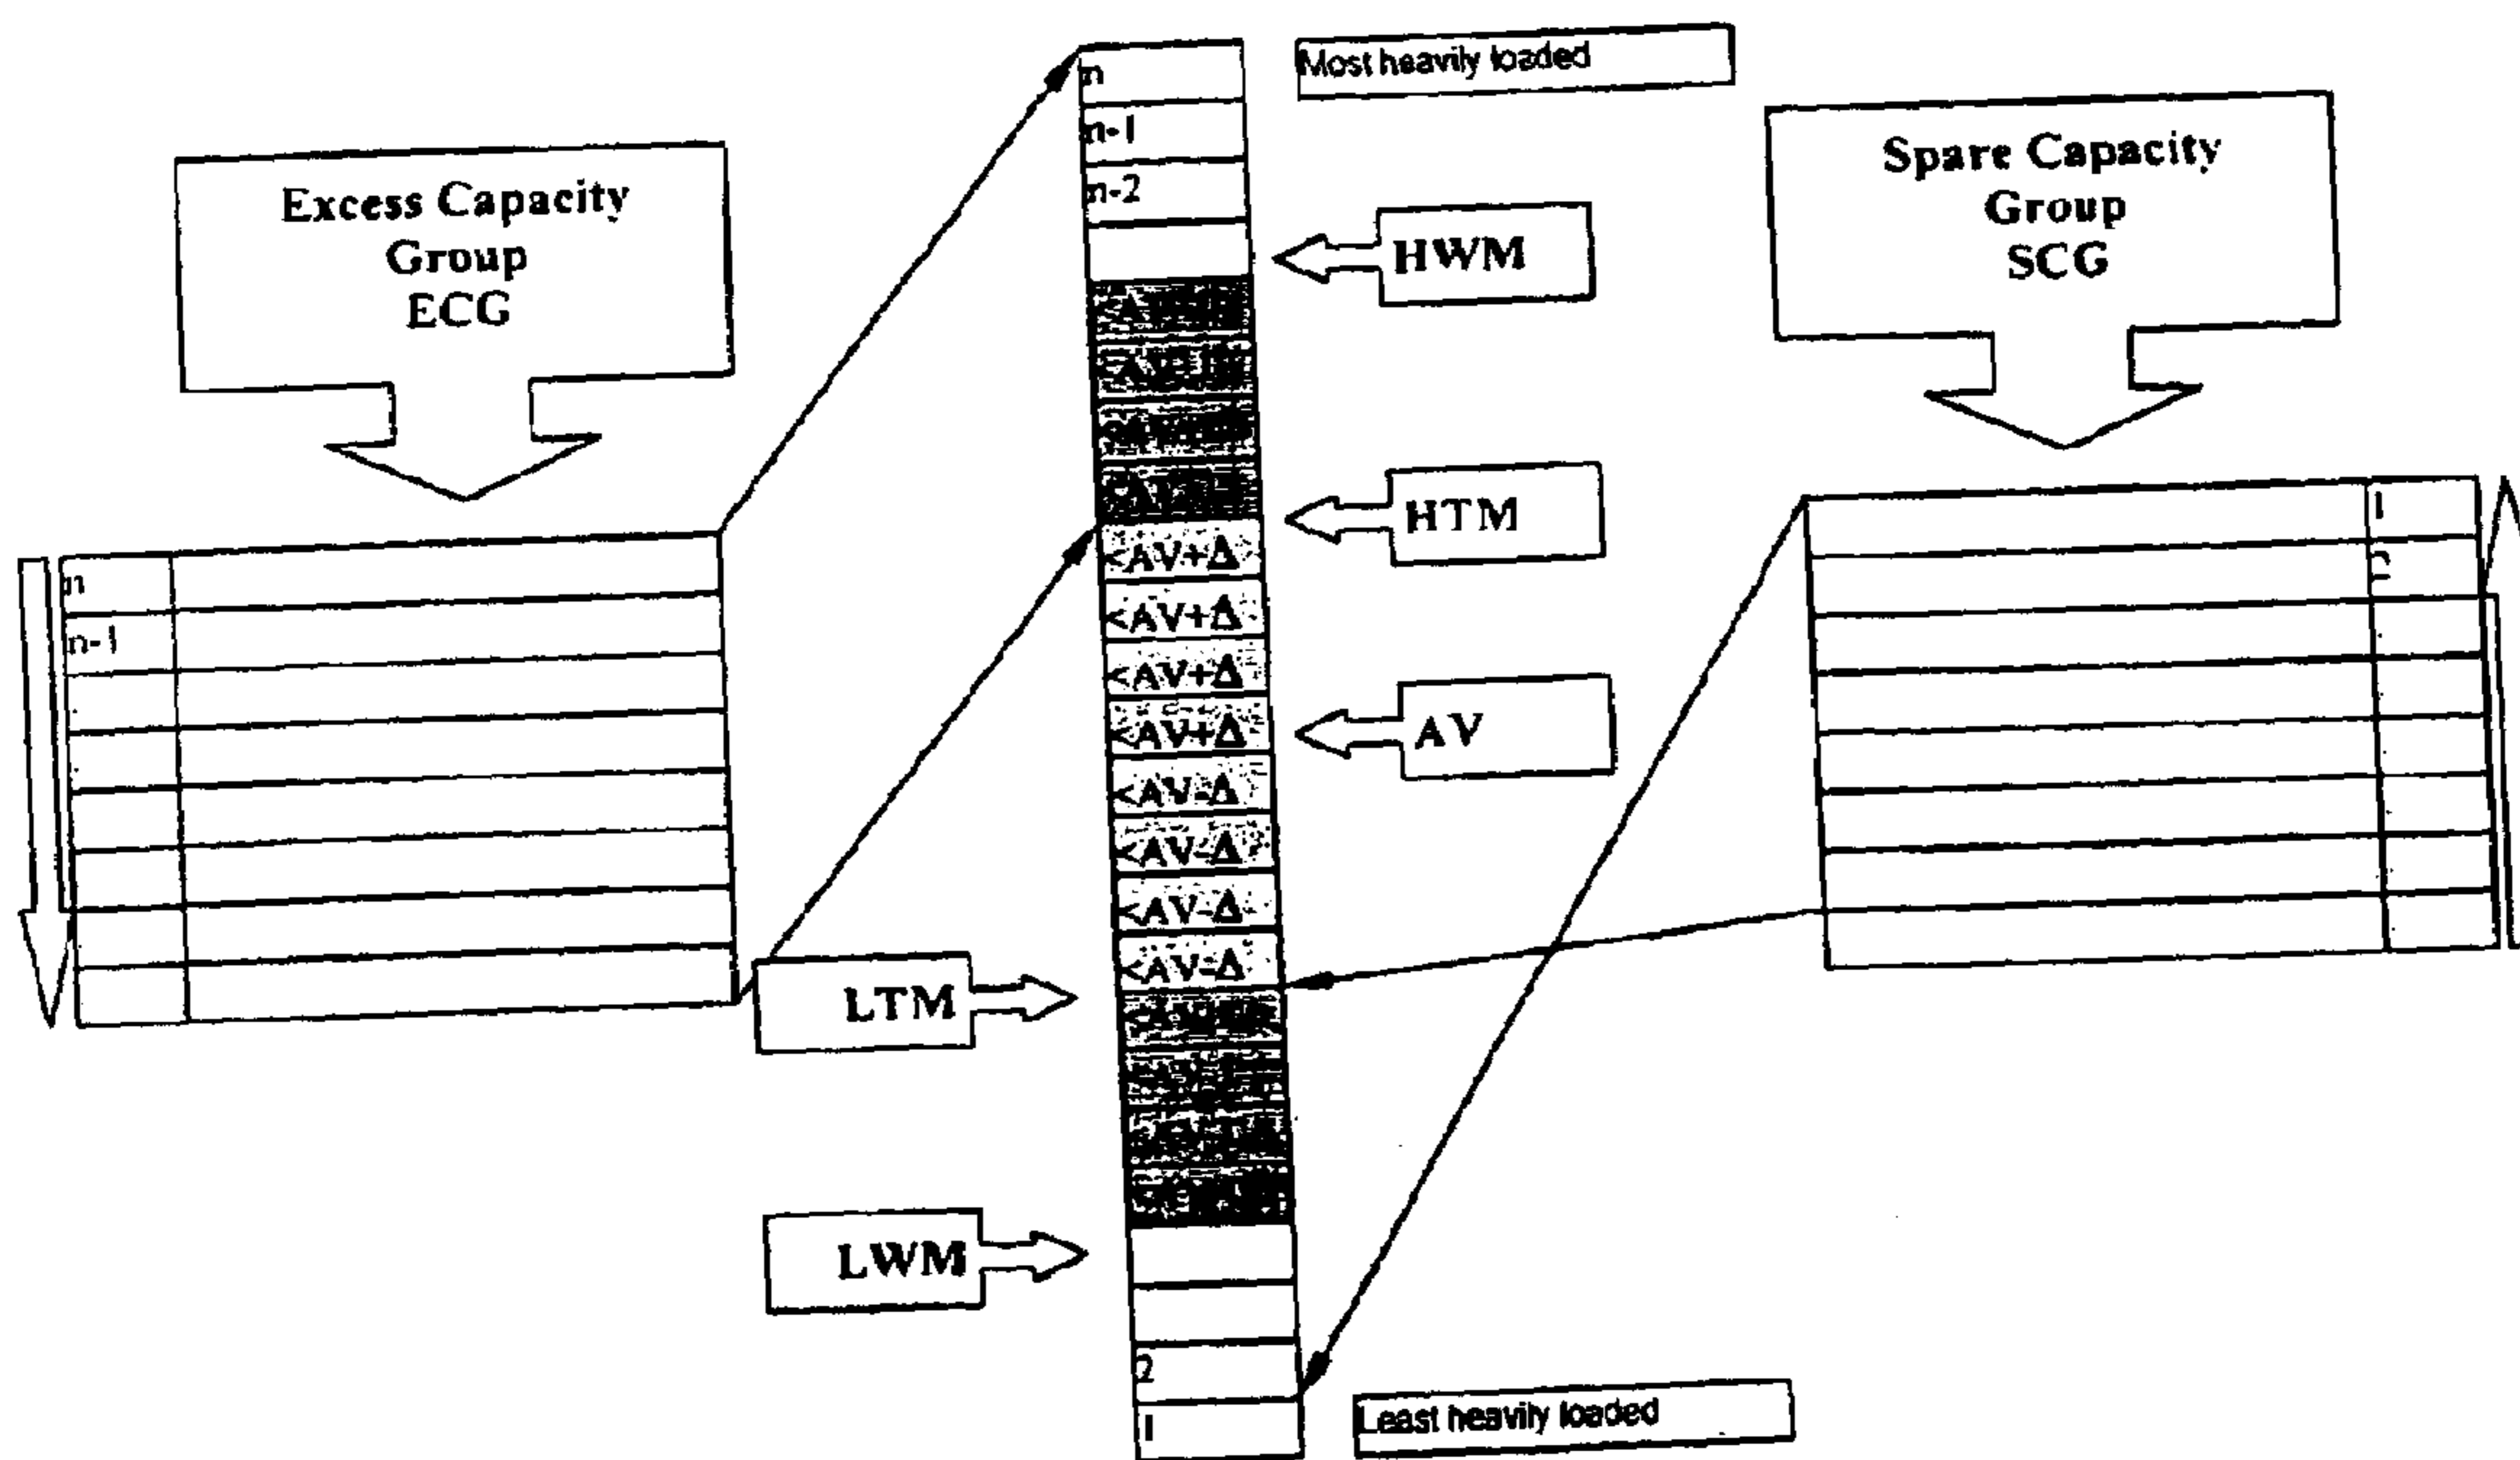 Most heavily loaded
Excess Capacity
Group
ECG
Spare Capacity
Group
SCG
n
n-1
n-2
HWM
HTM
<AV+Δ
<AV+Δ
<AV+Δ
<AV+Δ
AV
<AV-Δ
<AV-Δ
<AV-Δ
<AV-Δ
n
n-1
1
2
LTM
LWM
2
1
Least heavily loaded